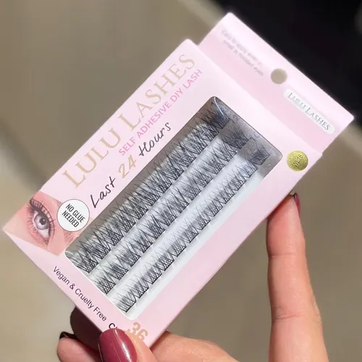 LULU LASHES
LULU LASHES
SELF ADHESIVE DIY LASH
Last 24 Hours
NO GLUE
NEEDED
Vegan & Cruelty Free
36